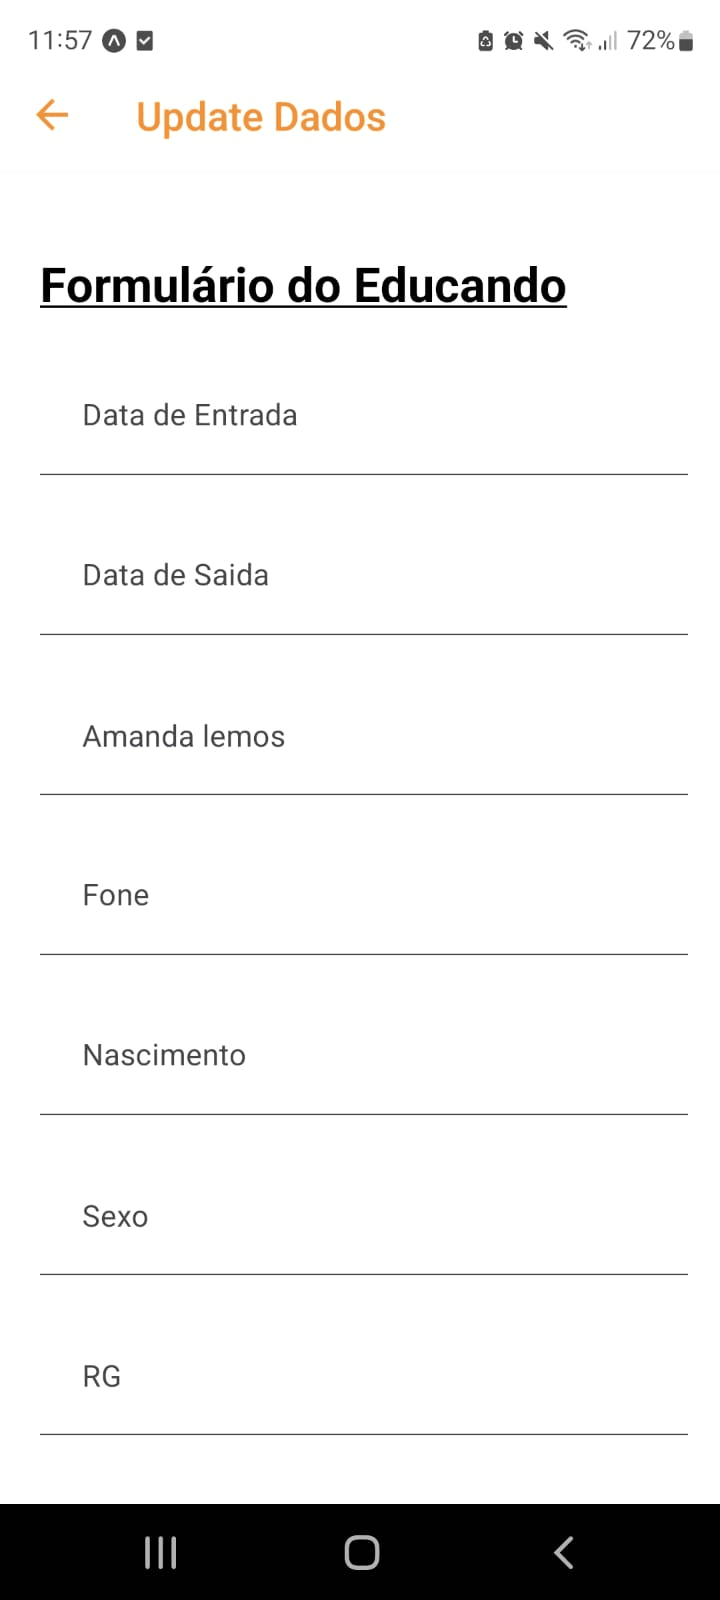 11:57 72%
Update Dados
Formulário do Educando
Data de Entrada
Data de Saida
Amanda lemos
Fone
Nascimento
Sexo
RG